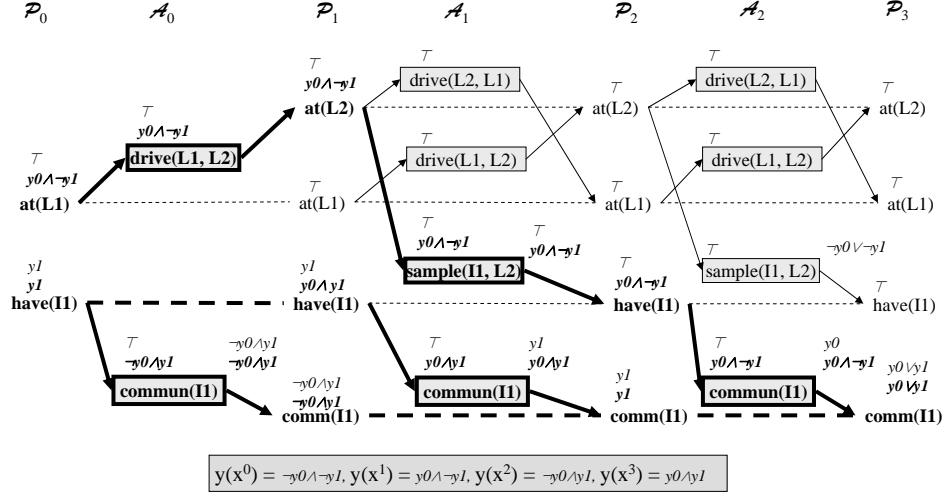 𝒫0 𝒜0 𝒫1 𝒜1 𝒫2 𝒜2 𝒫3
⊤ ⊤ ⊤
y0∧¬y1 drive(L2, L1) drive(L2, L1)
at(L2) ⊤ at(L2) ⊤ at(L2)
⊤
y0∧¬y1
drive(L1, L2)
⊤ drive(L1, L2)
⊤ drive(L1, L2)
⊤
y0∧¬y1
at(L1)
⊤ at(L1)
⊤ at(L1)
⊤ at(L1)
⊤
y0∧¬y1
sample(I1, L2)
⊤
y0∧¬y1
⊤
sample(I1, L2)
¬y0∨¬y1
y1
y1
have(I1)
y1
y0∧y1
have(I1)
⊤
y0∧¬y1
have(I1)
⊤
have(I1)
⊤
¬y0∧y1
commun(I1)
¬y0∧y1
¬y0∧y1
⊤
y0∧y1
commun(I1)
y1
y0∧y1
⊤
y0∧¬y1
commun(I1)
y0
y0∧¬y1
¬y0∧y1
¬y0∧y1
comm(I1)
y1
y1
comm(I1)
y0∨y1
y0∨y1
comm(I1)
y(x⁰) = ¬y0∧¬y1, y(x¹) = y0∧¬y1, y(x²) = ¬y0∧y1, y(x³) = y0∧y1